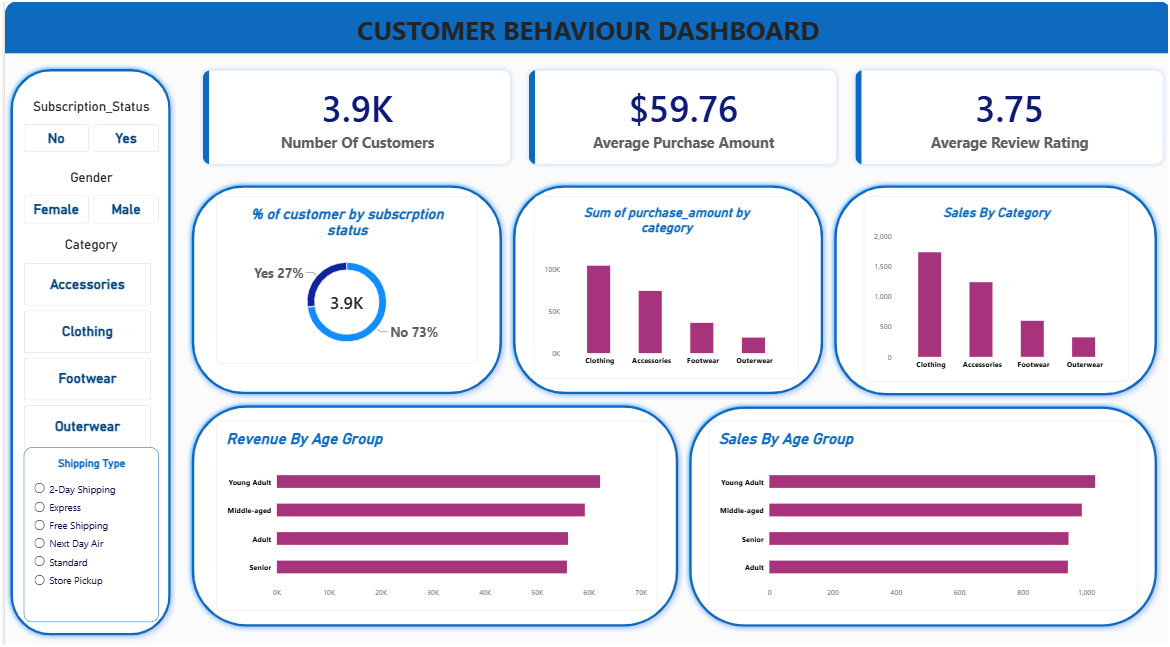 CUSTOMER BEHAVIOUR DASHBOARD
Subscription_Status
No
Yes
Gender
Female
Male
Category
Accessories
Clothing
Footwear
Outerwear
Shipping Type
2-Day Shipping
Express
Free Shipping
Next Day Air
Standard
Store Pickup
3.9K
Number Of Customers
$59.76
Average Purchase Amount
3.75
Average Review Rating
% of customer by subscrption
status
Yes 27%
3.9K
No 73%
Sum of purchase_amount by
category
100K
50K
0K
Clothing
Accessories
Footwear
Outerwear
Sales By Category
2,000
1,500
1,000
500
0
Clothing
Accessories
Footwear
Outerwear
Revenue By Age Group
Young Adult
Middle-aged
Adult
Senior
0K
10K
20K
30K
40K
50K
60K
70K
Sales By Age Group
Young Adult
Middle-aged
Senior
Adult
0
200
400
600
800
1,000